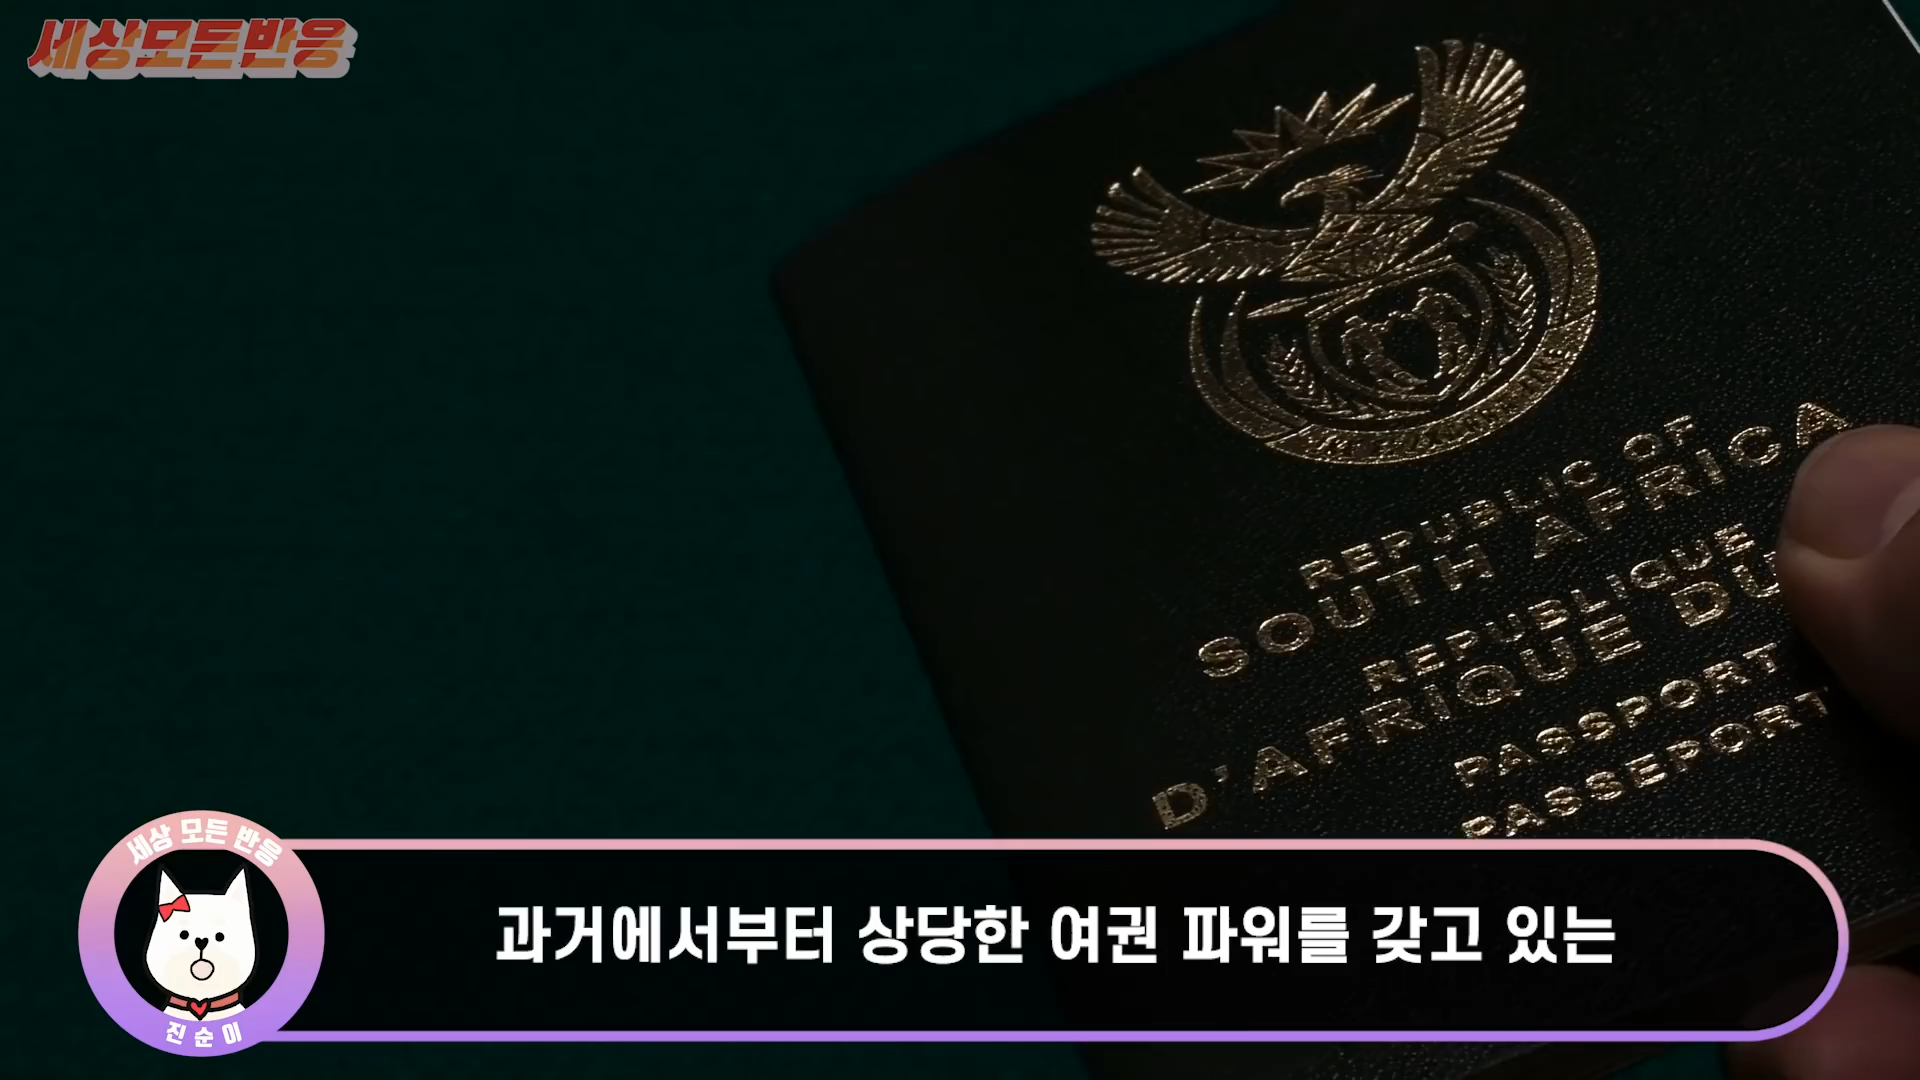 세상모든반응
REPUBLIC OF
SOUTH AFRICA
REPUBLIQUE
D'AFRIQUE DU
PASSPORT
PASSEPORT
세상 모든 반응
과거에서부터 상당한 여권 파워를 갖고 있는
진순이